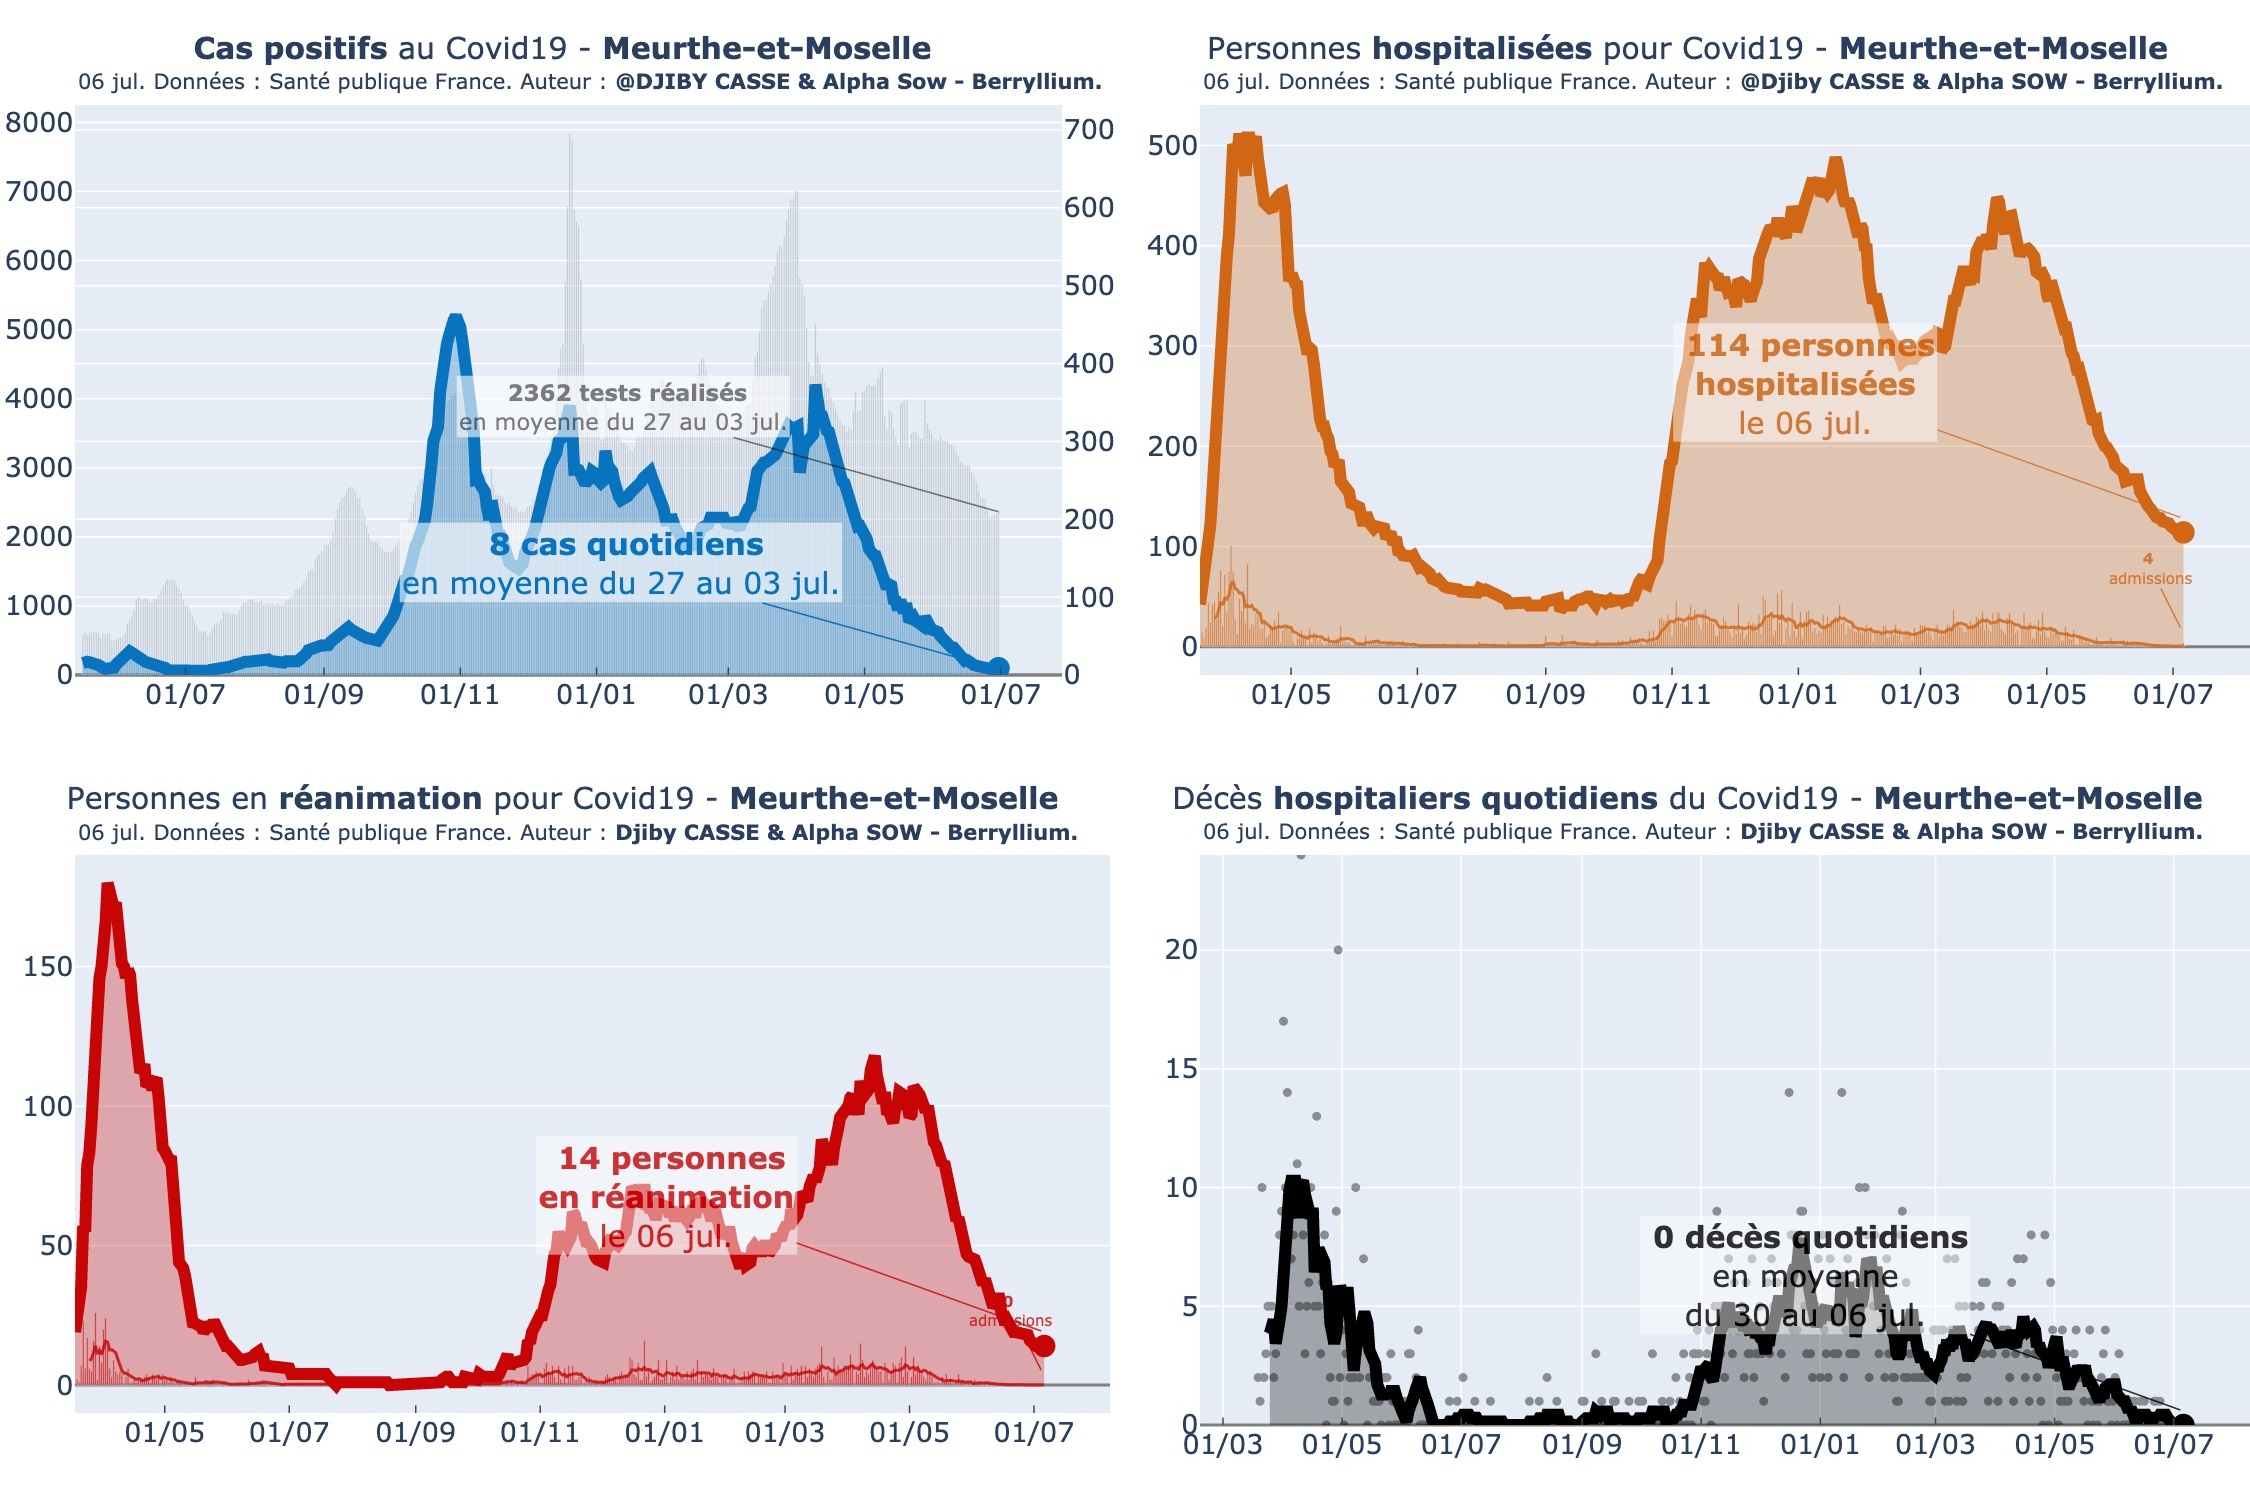 Cas positifs au Covid19 - Meurthe-et-Moselle
06 jul. Données : Santé publique France. Auteur : @DJIBY CASSE & Alpha Sow - Berryllium.
8000
7000
6000
5000
4000
3000
2000
1000
0
700
600
500
400
300
200
100
0
2362 tests réalisés
en moyenne du 27 au 03 jul.
8 cas quotidiens
en moyenne du 27 au 03 jul.
01/07 01/09 01/11 01/01 01/03 01/05 01/07
Personnes hospitalisées pour Covid19 - Meurthe-et-Moselle
06 jul. Données : Santé publique France. Auteur : @Djiby CASSE & Alpha SOW - Berryllium.
500
400
300
200
100
0
114 personnes
hospitalisées
le 06 jul.
4
admissions
01/05 01/07 01/09 01/11 01/01 01/03 01/05 01/07
Personnes en réanimation pour Covid19 - Meurthe-et-Moselle
06 jul. Données : Santé publique France. Auteur : Djiby CASSE & Alpha SOW - Berryllium.
150
100
50
0
14 personnes
en réanimation
le 06 jul.
0
admissions
01/05 01/07 01/09 01/11 01/01 01/03 01/05 01/07
Décès hospitaliers quotidiens du Covid19 - Meurthe-et-Moselle
06 jul. Données : Santé publique France. Auteur : Djiby CASSE & Alpha SOW - Berryllium.
20
15
10
5
0
0 décès quotidiens
en moyenne
du 30 au 06 jul.
01/03 01/05 01/07 01/09 01/11 01/01 01/03 01/05 01/07